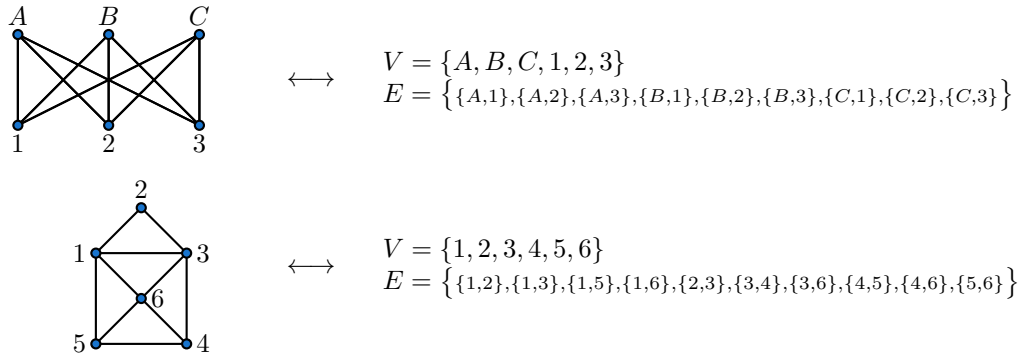 A B C
1 2 3
⟷
V = {A, B, C, 1, 2, 3}
E = {{A,1},{A,2},{A,3},{B,1},{B,2},{B,3},{C,1},{C,2},{C,3}}
2
1 3
6
5 4
⟷
V = {1, 2, 3, 4, 5, 6}
E = {{1,2},{1,3},{1,5},{1,6},{2,3},{3,4},{3,6},{4,5},{4,6},{5,6}}